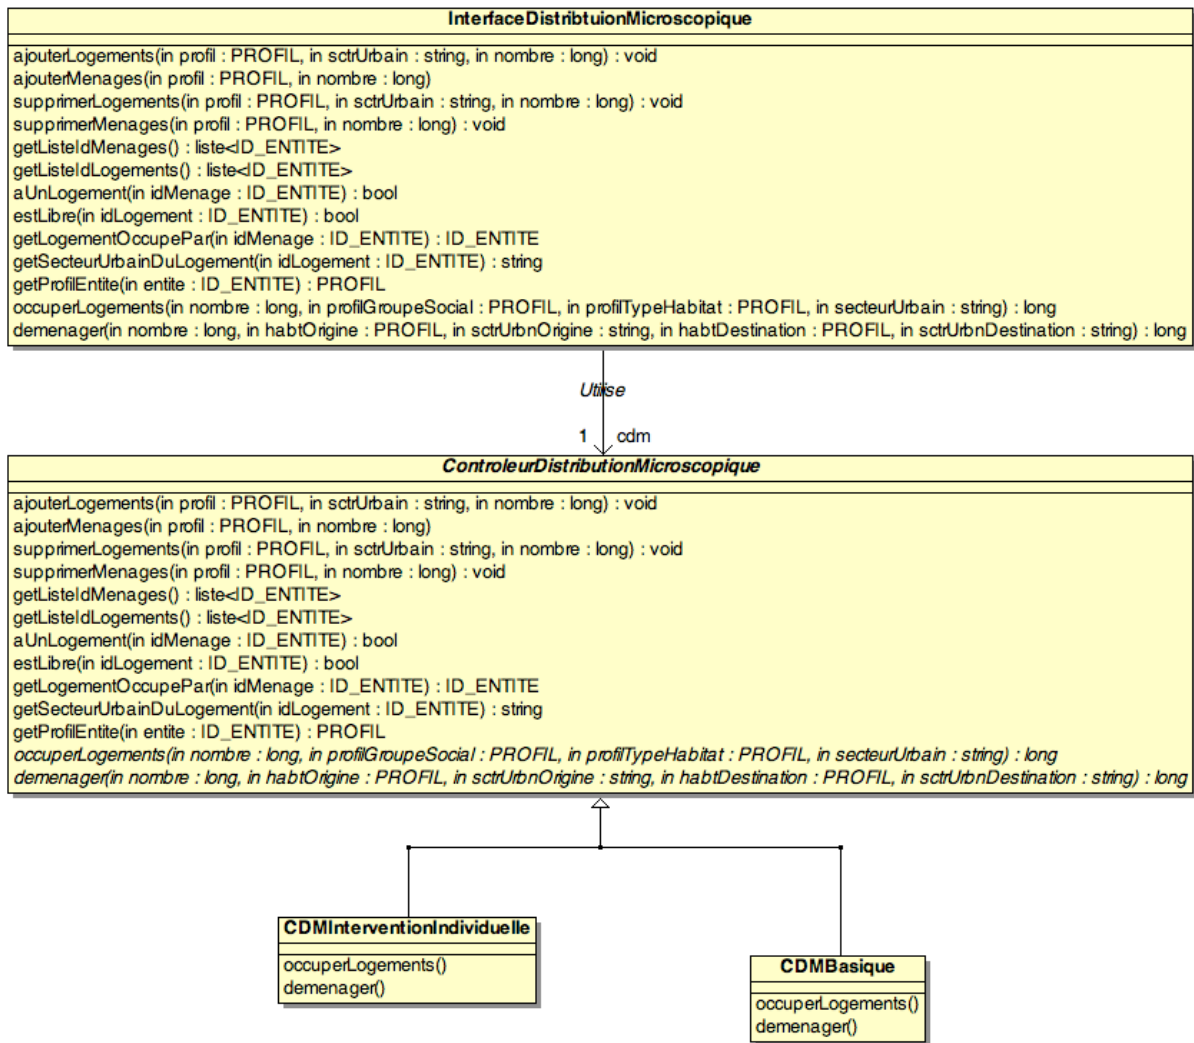 InterfaceDistribtuionMicroscopique
ajouterLogements(in profil : PROFIL, in sctrUrbain : string, in nombre : long) : void
ajouterMenages(in profil : PROFIL, in nombre : long)
supprimerLogements(in profil : PROFIL, in sctrUrbain : string, in nombre : long) : void
supprimerMenages(in profil : PROFIL, in nombre : long) : void
getListeIdMenages() : liste<ID_ENTITE>
getListeIdLogements() : liste<ID_ENTITE>
aUnLogement(in idMenage : ID_ENTITE) : bool
estLibre(in idLogement : ID_ENTITE) : bool
getLogementOccupePar(in idMenage : ID_ENTITE) : ID_ENTITE
getSecteurUrbainDuLogement(in idLogement : ID_ENTITE) : string
getProfilEntite(in entite : ID_ENTITE) : PROFIL
occuperLogements(in nombre : long, in profilGroupeSocial : PROFIL, in profilTypeHabitat : PROFIL, in secteurUrbain : string) : long
demenager(in nombre : long, in habtOrigine : PROFIL, in sctrUrbnOrigine : string, in habtDestination : PROFIL, in sctrUrbnDestination : string) : long
Utilise
1 cdm
ControleurDistributionMicroscopique
ajouterLogements(in profil : PROFIL, in sctrUrbain : string, in nombre : long) : void
ajouterMenages(in profil : PROFIL, in nombre : long)
supprimerLogements(in profil : PROFIL, in sctrUrbain : string, in nombre : long) : void
supprimerMenages(in profil : PROFIL, in nombre : long) : void
getListeIdMenages() : liste<ID_ENTITE>
getListeIdLogements() : liste<ID_ENTITE>
aUnLogement(in idMenage : ID_ENTITE) : bool
estLibre(in idLogement : ID_ENTITE) : bool
getLogementOccupePar(in idMenage : ID_ENTITE) : ID_ENTITE
getSecteurUrbainDuLogement(in idLogement : ID_ENTITE) : string
getProfilEntite(in entite : ID_ENTITE) : PROFIL
occuperLogements(in nombre : long, in profilGroupeSocial : PROFIL, in profilTypeHabitat : PROFIL, in secteurUrbain : string) : long
demenager(in nombre : long, in habtOrigine : PROFIL, in sctrUrbnOrigine : string, in habtDestination : PROFIL, in sctrUrbnDestination : string) : long
CDMInterventionIndividuelle
occuperLogements()
demenager()
CDMBasique
occuperLogements()
demenager()